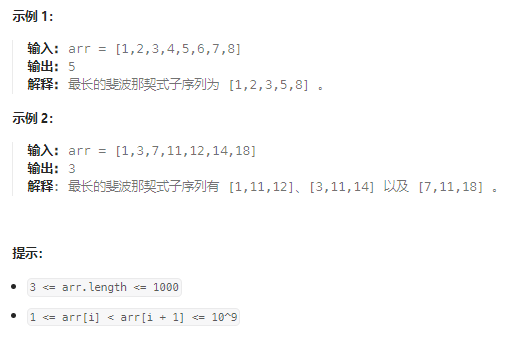 示例 1：
输入：arr = [1,2,3,4,5,6,7,8]
输出：5
解释：最长的斐波那契式子序列为 [1,2,3,5,8] 。
示例 2：
输入：arr = [1,3,7,11,12,14,18]
输出：3
解释：最长的斐波那契式子序列有 [1,11,12]、[3,11,14] 以及 [7,11,18] 。
提示：
3 <= arr.length <= 1000
1 <= arr[i] < arr[i + 1] <= 10^9